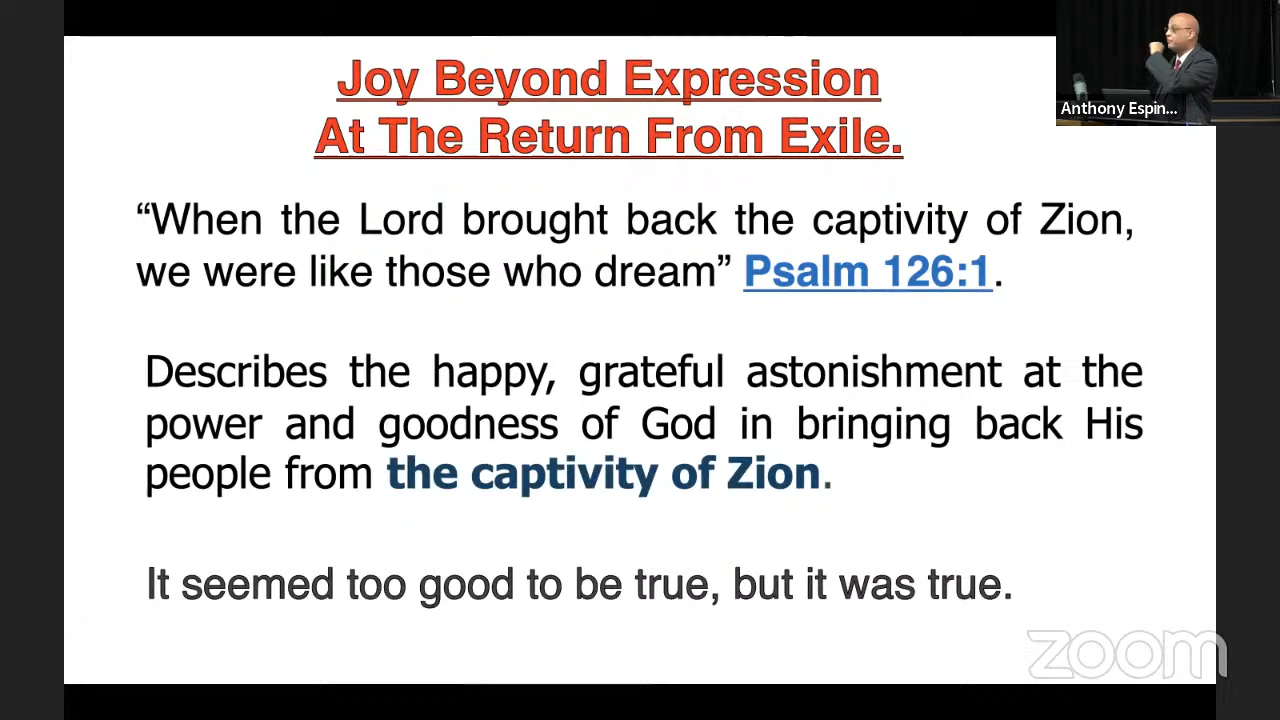 Joy Beyond Expression
At The Return From Exile.
Anthony Espin...
“When the Lord brought back the captivity of Zion,
we were like those who dream” Psalm 126:1.
Describes the happy, grateful astonishment at the
power and goodness of God in bringing back His
people from the captivity of Zion.
It seemed too good to be true, but it was true.
zoom